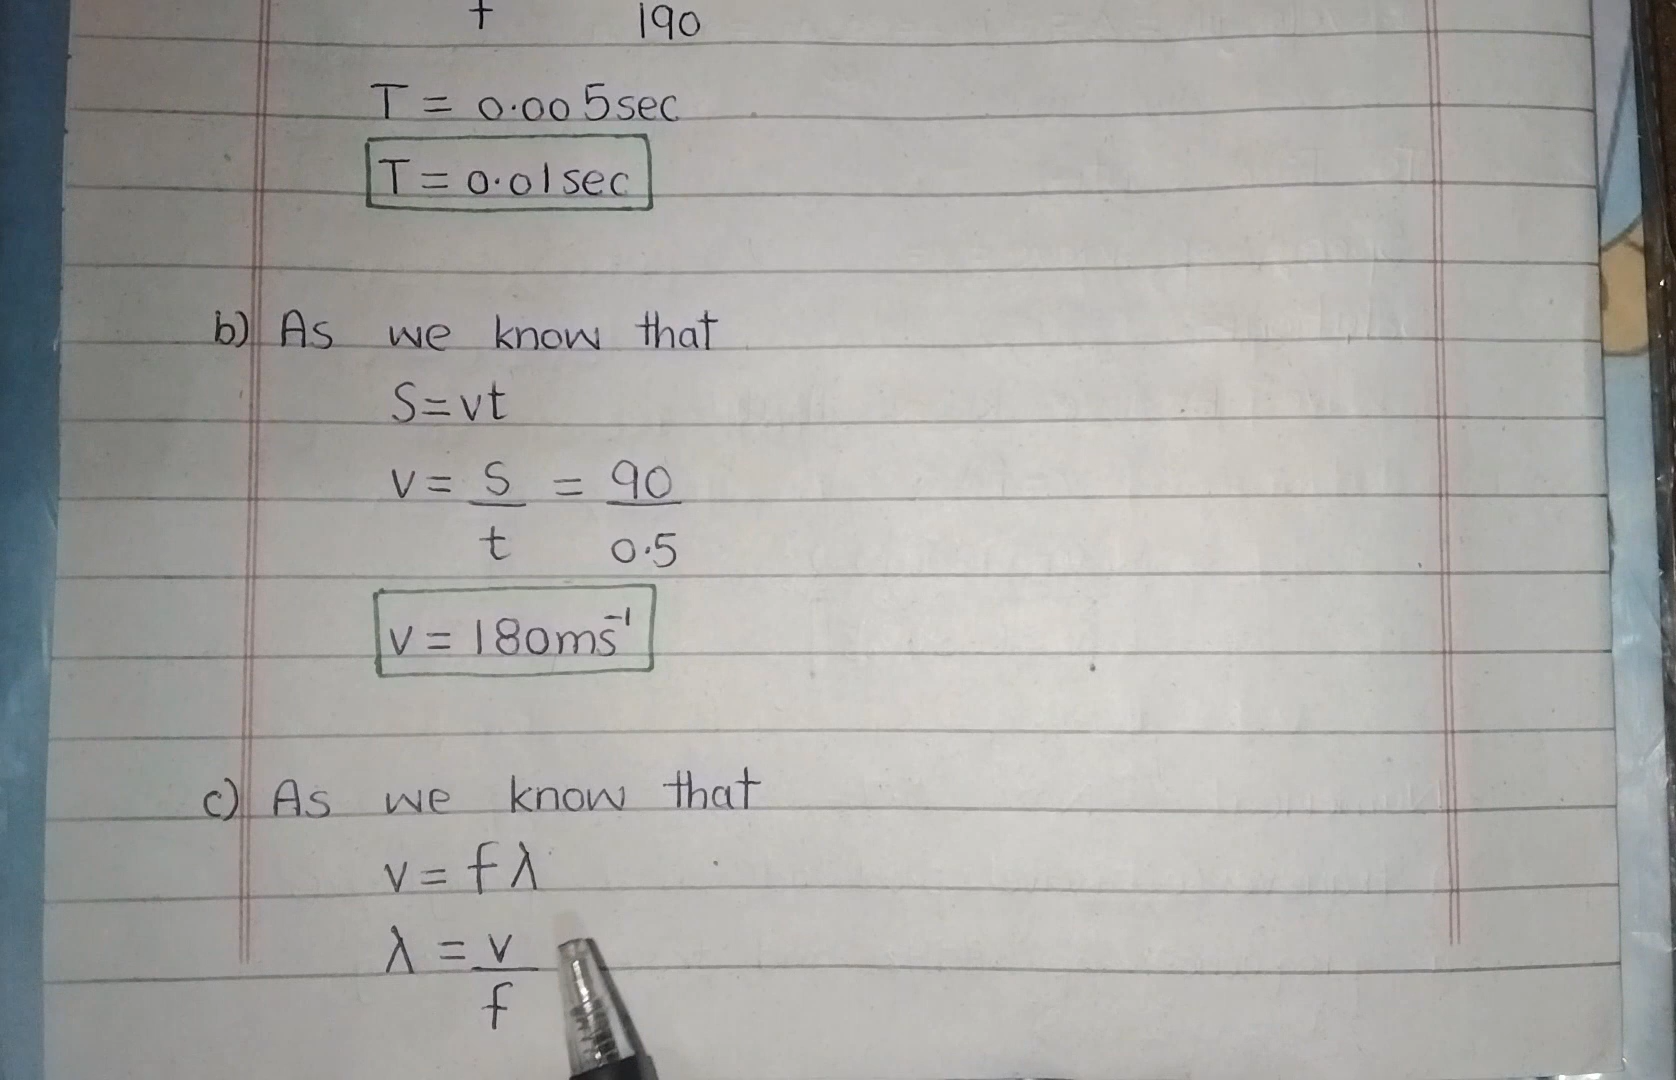 f 190
T = 0.005sec
T = 0.01sec
b) As we know that
S=vt
v = S = 90
t 0.5
v = 180ms⁻¹
c) As we know that
v = fλ
λ = v
f